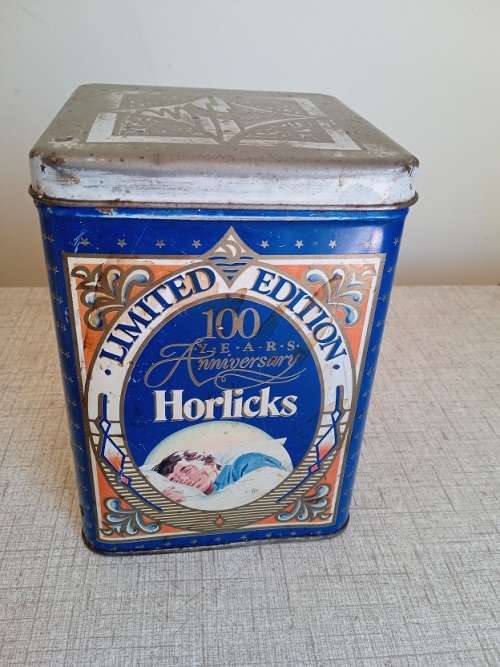 LIMITED EDITION
100
YEARS
Anniversary
Horlicks